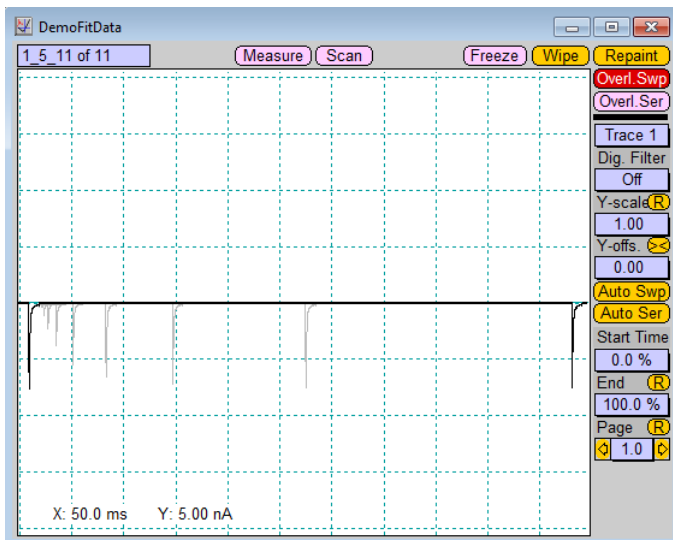 DemoFitData
1_5_11 of 11 Measure Scan Freeze Wipe Repaint
Overl.Swp
Overl.Ser
Trace 1
Dig. Filter
Off
Y-scale R
1.00
Y-offs. ><
0.00
Auto Swp
Auto Ser
Start Time
0.0 %
End R
100.0 %
Page R
1.0
X: 50.0 ms Y: 5.00 nA